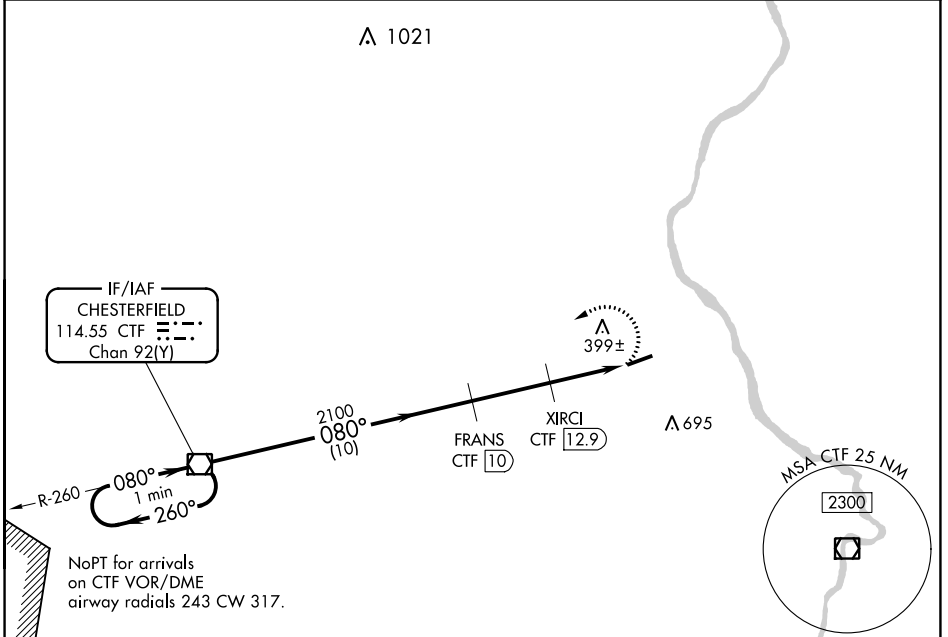 1021
IF/IAF
CHESTERFIELD
114.55 CTF
Chan 92(Y)
399±
2100
080°
(10)
FRANS
CTF 10
XIRCI
CTF 12.9
695
R-260
080°
1 min
260°
NoPT for arrivals
on CTF VOR/DME
airway radials 243 CW 317.
MSA CTF 25 NM
2300